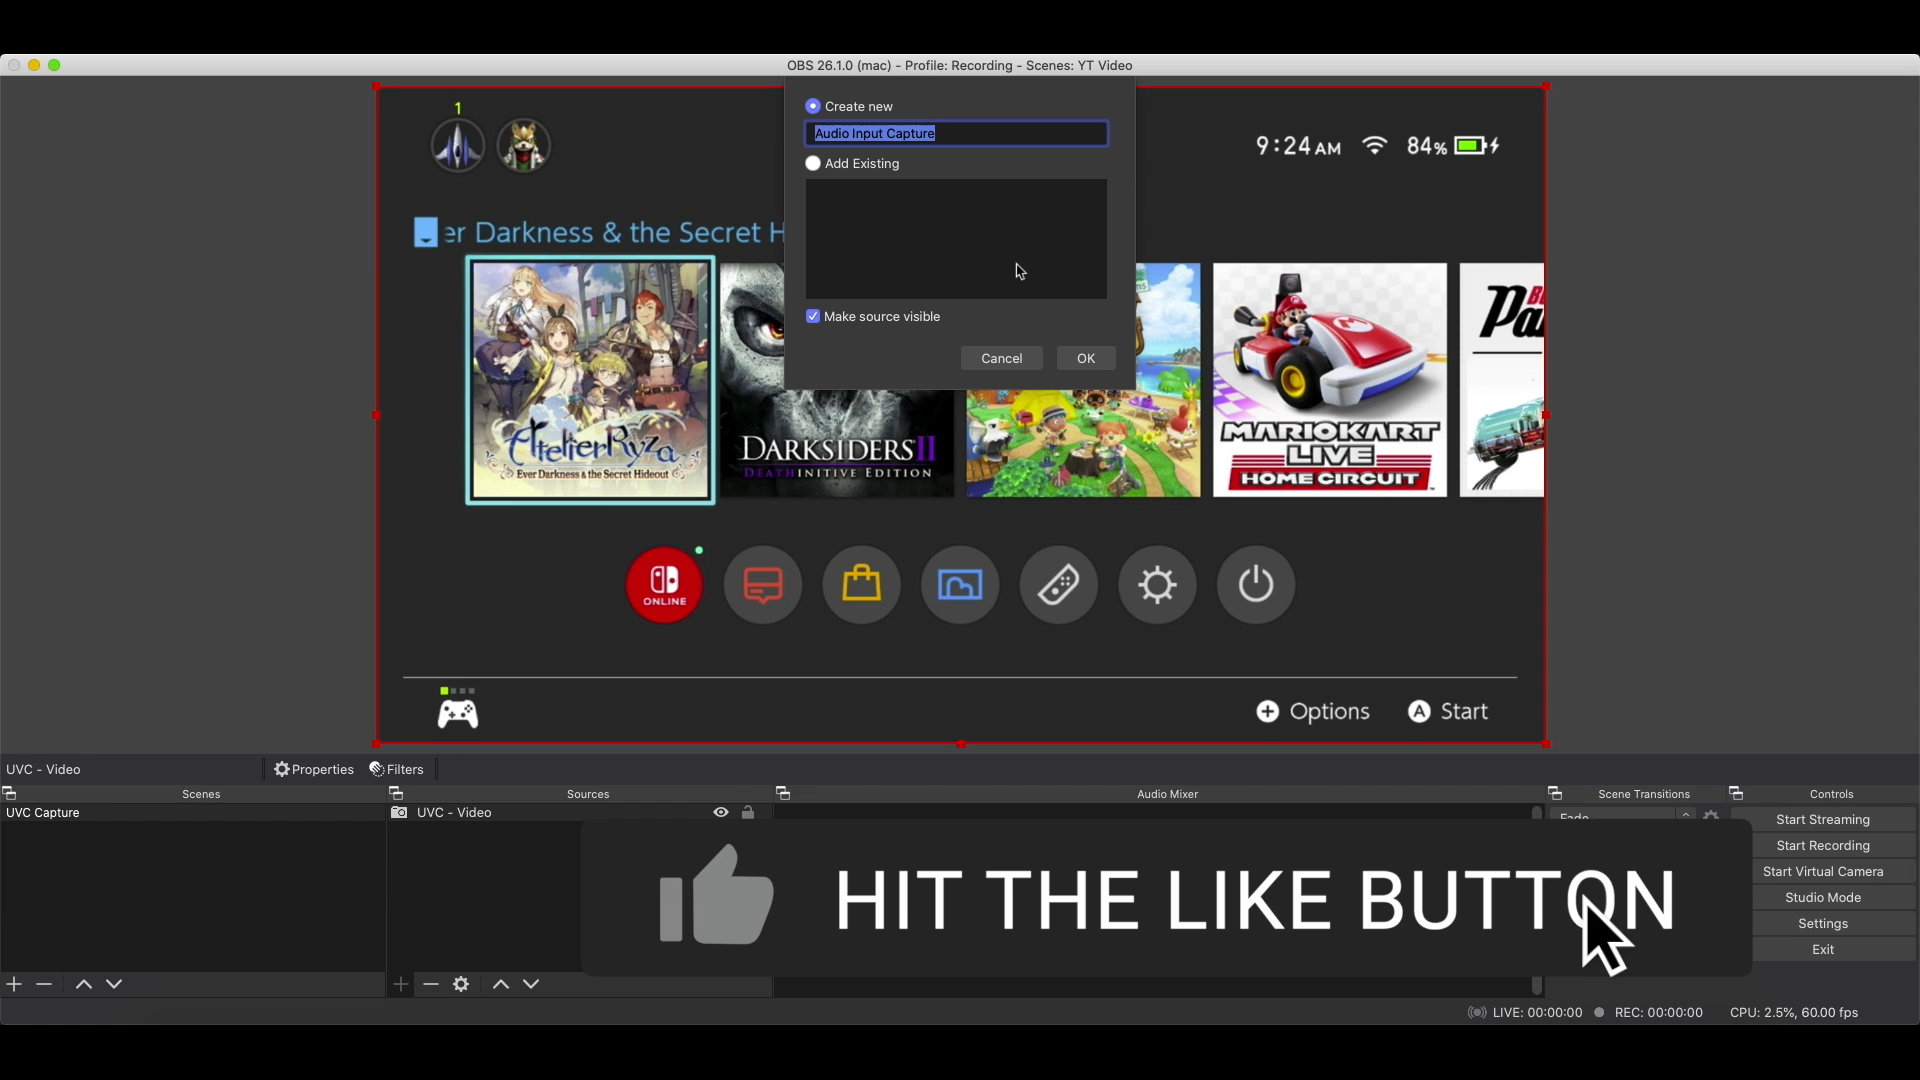 OBS 26.1.0 (mac) - Profile: Recording - Scenes: YT Video
Create new
Audio Input Capture
Add Existing
Make source visible
Cancel
OK
1
9:24 AM
84%
er Darkness & the Secret H
Atelier Ryza
Ever Darkness & the Secret Hideout
DARKSIDERS II
DEATHINITIVE EDITION
MARIOKART
LIVE
HOME CIRCUIT
ONLINE
Options
A Start
UVC - Video
Properties
Filters
Scenes
Sources
Audio Mixer
Scene Transitions
Controls
UVC Capture
UVC - Video
Fade
Start Streaming
Start Recording
Start Virtual Camera
Studio Mode
Settings
Exit
HIT THE LIKE BUTTON
LIVE: 00:00:00
REC: 00:00:00
CPU: 2.5%, 60.00 fps